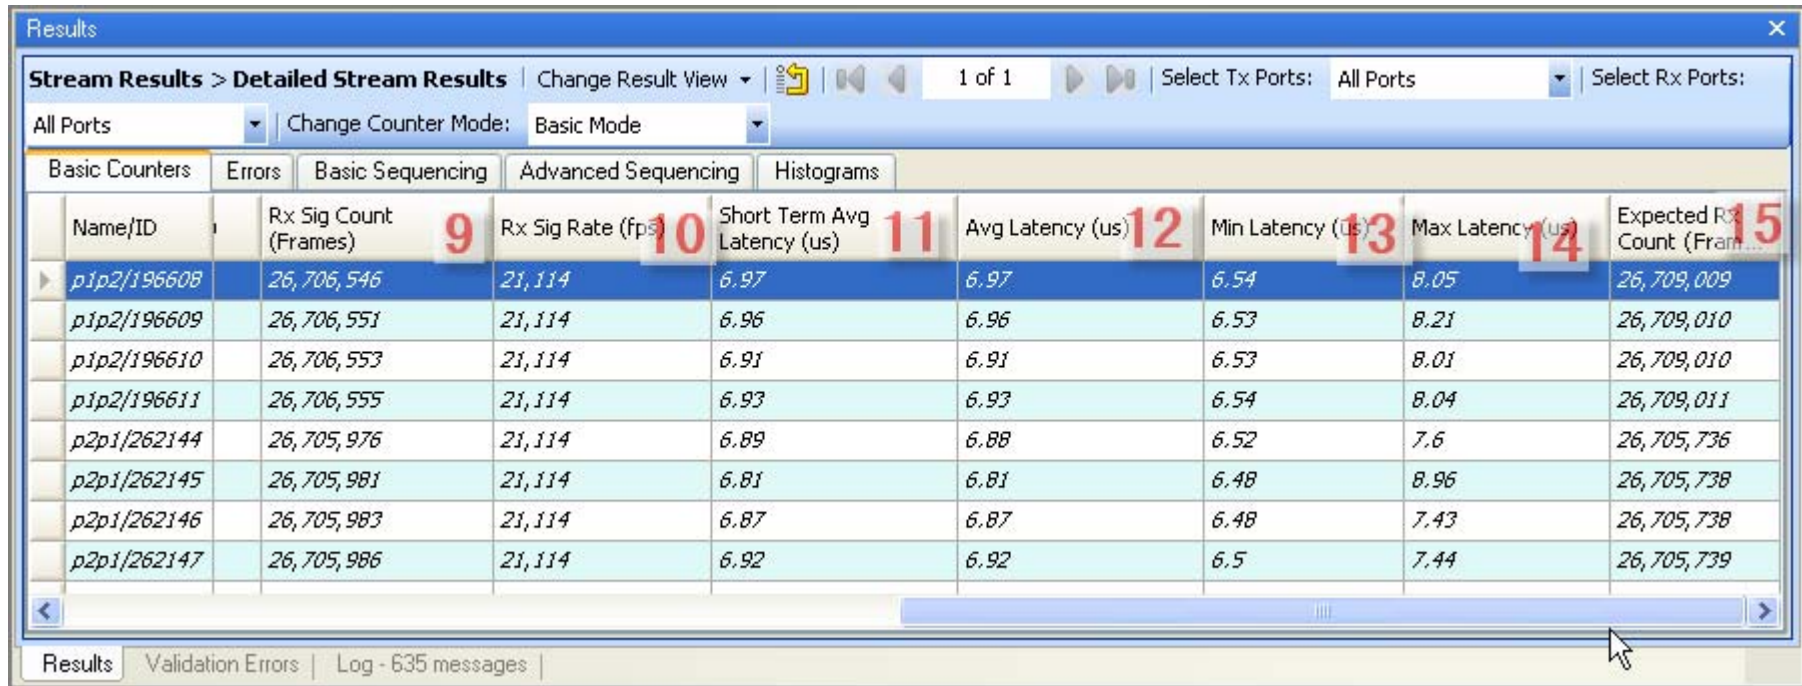 Results
Stream Results > Detailed Stream Results Change Result View 1 of 1 Select Tx Ports: All Ports Select Rx Ports:
All Ports Change Counter Mode: Basic Mode
Basic Counters Errors Basic Sequencing Advanced Sequencing Histograms
Name/ID Rx Sig Count (Frames) 9 Rx Sig Rate (fps) 10 Short Term Avg Latency (us) 11 Avg Latency (us) 12 Min Latency (us) 13 Max Latency (us) 14 Expected Rx Count (Fram... 15
p1p2/196608 26,706,546 21,114 6.97 6.97 6.54 8.05 26,709,009
p1p2/196609 26,706,551 21,114 6.96 6.96 6.53 8.21 26,709,010
p1p2/196610 26,706,553 21,114 6.91 6.91 6.53 8.01 26,709,010
p1p2/196611 26,706,555 21,114 6.93 6.93 6.54 8.04 26,709,011
p2p1/262144 26,705,976 21,114 6.89 6.88 6.52 7.6 26,705,736
p2p1/262145 26,705,981 21,114 6.81 6.81 6.48 8.96 26,705,738
p2p1/262146 26,705,983 21,114 6.87 6.87 6.48 7.43 26,705,738
p2p1/262147 26,705,986 21,114 6.92 6.92 6.5 7.44 26,705,739
Results Validation Errors | Log - 635 messages |